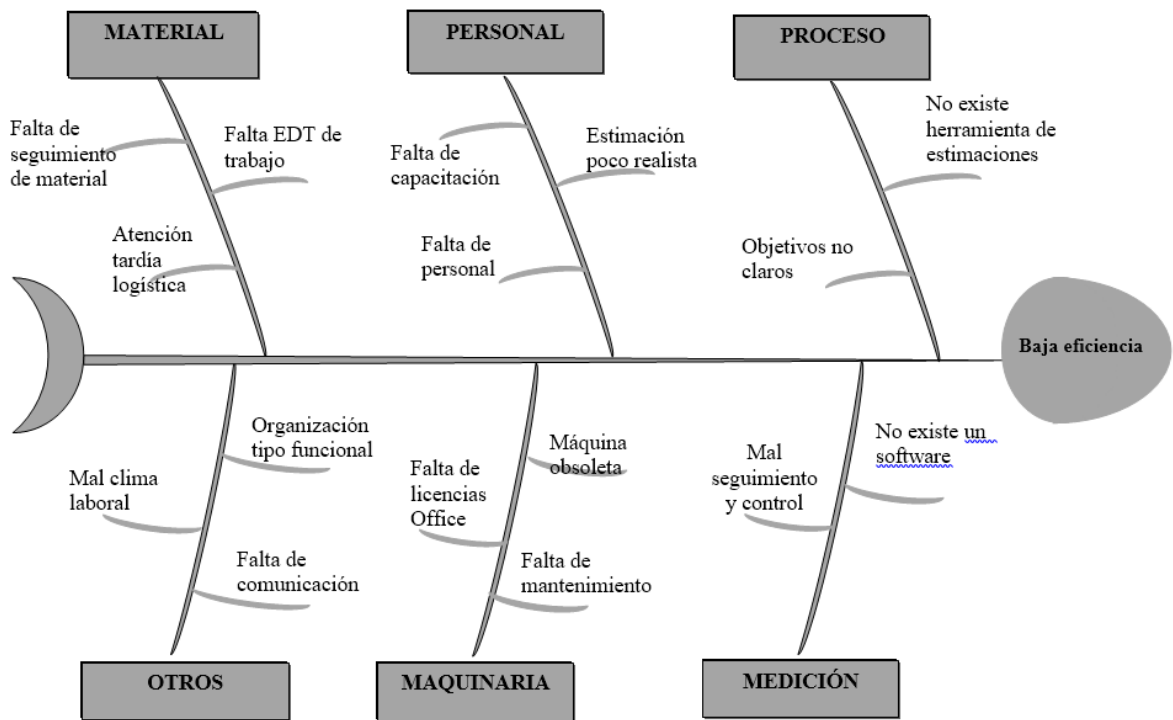 MATERIAL
PERSONAL
PROCESO
Falta de
seguimiento
de material
Falta EDT de
trabajo
Atención
tardía
logística
Falta de
capacitación
Estimación
poco realista
Falta de
personal
No existe
herramienta de
estimaciones
Objetivos no
claros
Baja eficiencia
Organización
tipo funcional
Mal clima
laboral
Falta de
comunicación
Máquina
obsoleta
Falta de
licencias
Office
Falta de
mantenimiento
No existe un
software
Mal
seguimiento
y control
OTROS
MAQUINARIA
MEDICIÓN